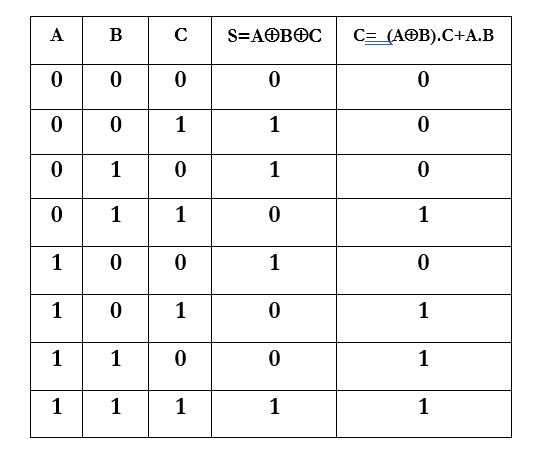 A B C S=A⊕B⊕C C= (A⊕B).C+A.B
0 0 0 0 0
0 0 1 1 0
0 1 0 1 0
0 1 1 0 1
1 0 0 1 0
1 0 1 0 1
1 1 0 0 1
1 1 1 1 1